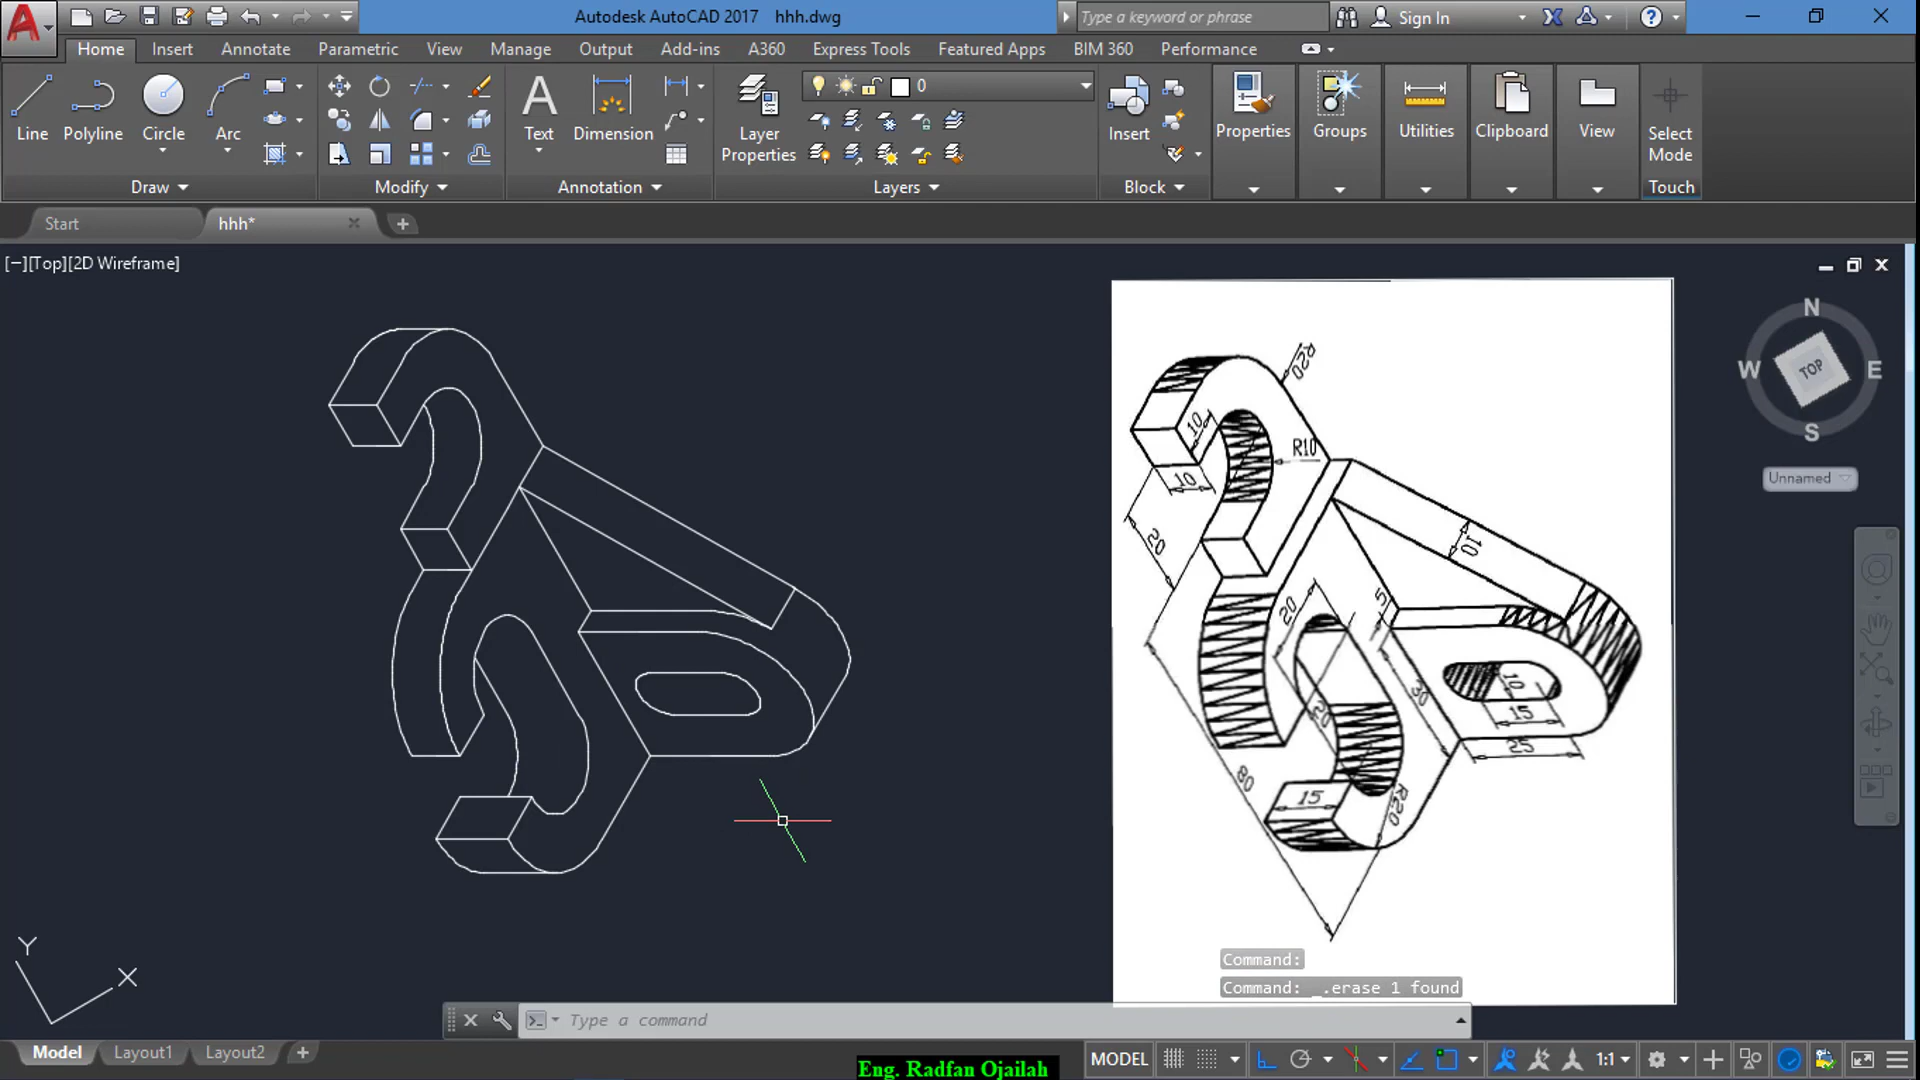 Autodesk AutoCAD 2017 hhh.dwg
Type a keyword or phrase
Sign In
Home Insert Annotate Parametric View Manage Output Add-ins A360 Express Tools Featured Apps BIM 360 Performance
0
Line Polyline Circle Arc
Text Dimension
Layer Properties
Insert
Properties Groups Utilities Clipboard View
Select Mode
Draw Modify Annotation Layers Block Touch
Start hhh*
[−][Top][2D Wireframe]
N
W TOP E
S
Unnamed
R20
10
R10
10
20
10
5
20
10
30
15
20
25
80
15
R20
Y
X
Command:
Command: _.erase 1 found
Type a command
Model Layout1 Layout2
MODEL
1:1
Eng. Radfan Ojailah